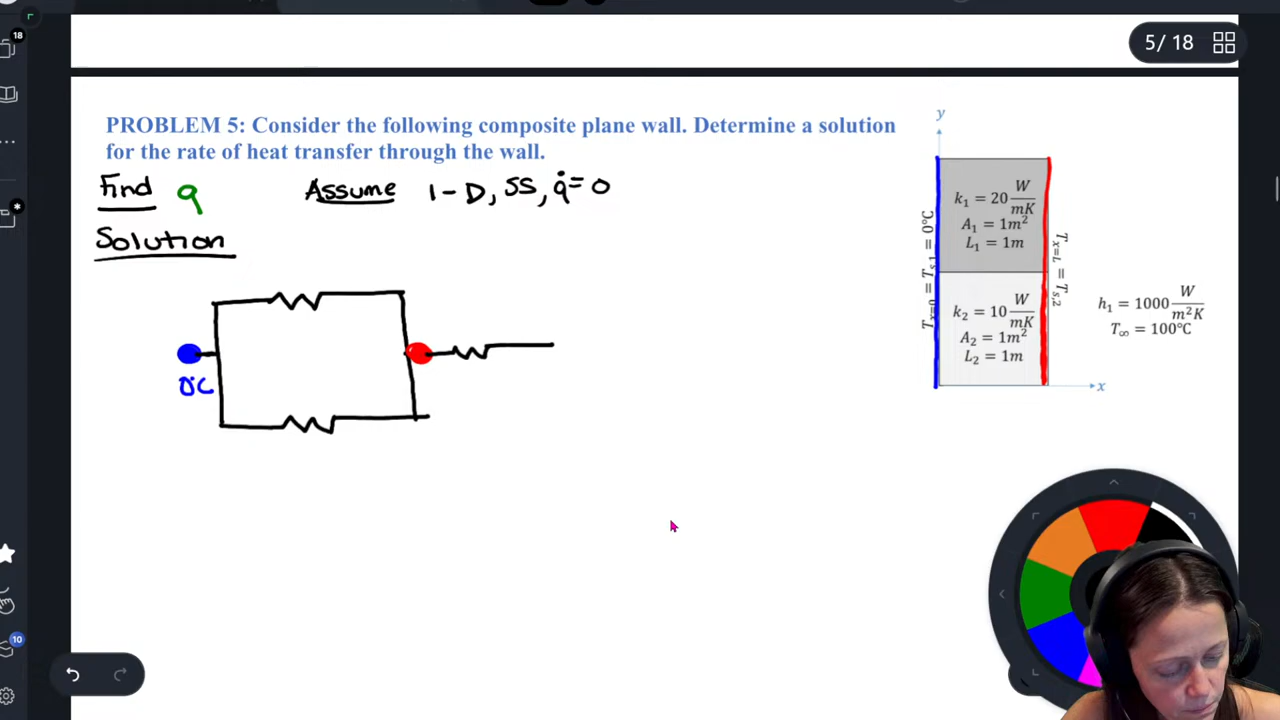 18
5/ 18
PROBLEM 5: Consider the following composite plane wall. Determine a solution
for the rate of heat transfer through the wall.
Find q
Assume 1-D, SS, q̇=0
Solution
0°C
y
k₁ = 20 W/mK
A₁ = 1m²
L₁ = 1m
k₂ = 10 W/mK
A₂ = 1m²
L₂ = 1m
Tₓ₌₀ = Tₛ,₁ = 0℃
Tₓ₌L = Tₛ,₂
h₁ = 1000 W/m²K
T∞ = 100℃
x
10